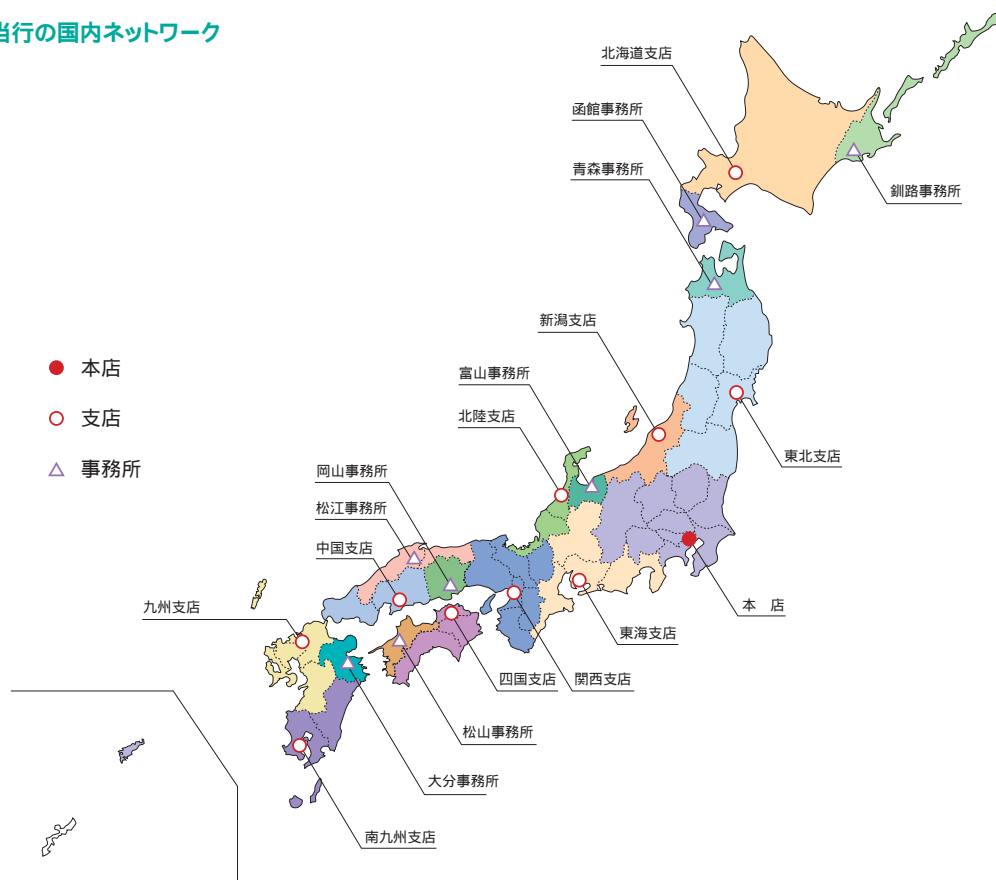 当行の国内ネットワーク
北海道支店
函館事務所
青森事務所
釧路事務所
新潟支店
富山事務所
北陸支店
東北支店
本店
支店
事務所
岡山事務所
松江事務所
中国支店
九州支店
本　店
東海支店
四国支店
関西支店
松山事務所
大分事務所
南九州支店